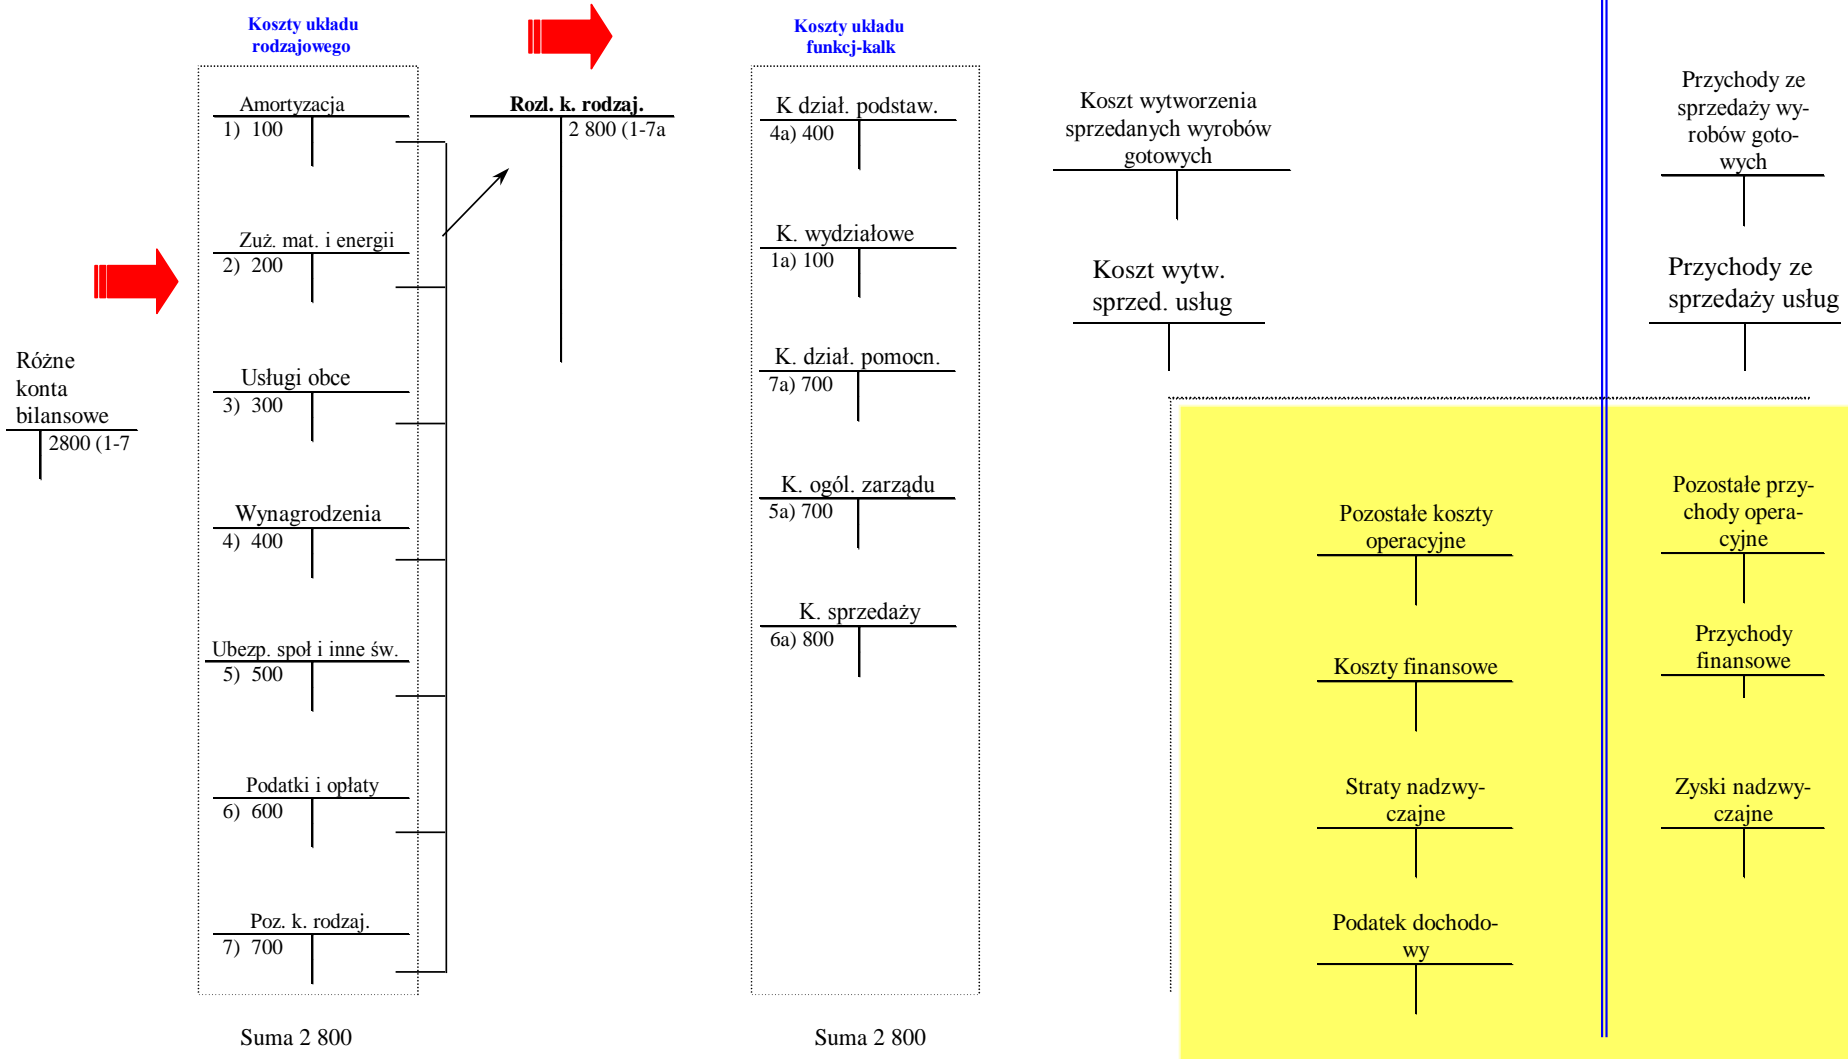 Koszty układu
rodzajowego
Koszty układu
funkcj-kalk
Różne
konta
bilansowe
2800 (1-7
Amortyzacja
1) 100
Zuż. mat. i energii
2) 200
Usługi obce
3) 300
Wynagrodzenia
4) 400
Ubezp. społ i inne św.
5) 500
Podatki i opłaty
6) 600
Poz. k. rodzaj.
7) 700
Suma 2 800
Rozl. k. rodzaj.
2 800 (1-7a
K dział. podstaw.
4a) 400
K. wydziałowe
1a) 100
K. dział. pomocn.
7a) 700
K. ogól. zarządu
5a) 700
K. sprzedaży
6a) 800
Suma 2 800
Koszt wytworzenia
sprzedanych wyrobów
gotowych
Koszt wytw.
sprzed. usług
Przychody ze
sprzedaży wy-
robów goto-
wych
Przychody ze
sprzedaży usług
Pozostałe koszty
operacyjne
Koszty finansowe
Straty nadzwy-
czajne
Podatek dochodo-
wy
Pozostałe przy-
chody opera-
cyjne
Przychody
finansowe
Zyski nadzwy-
czajne